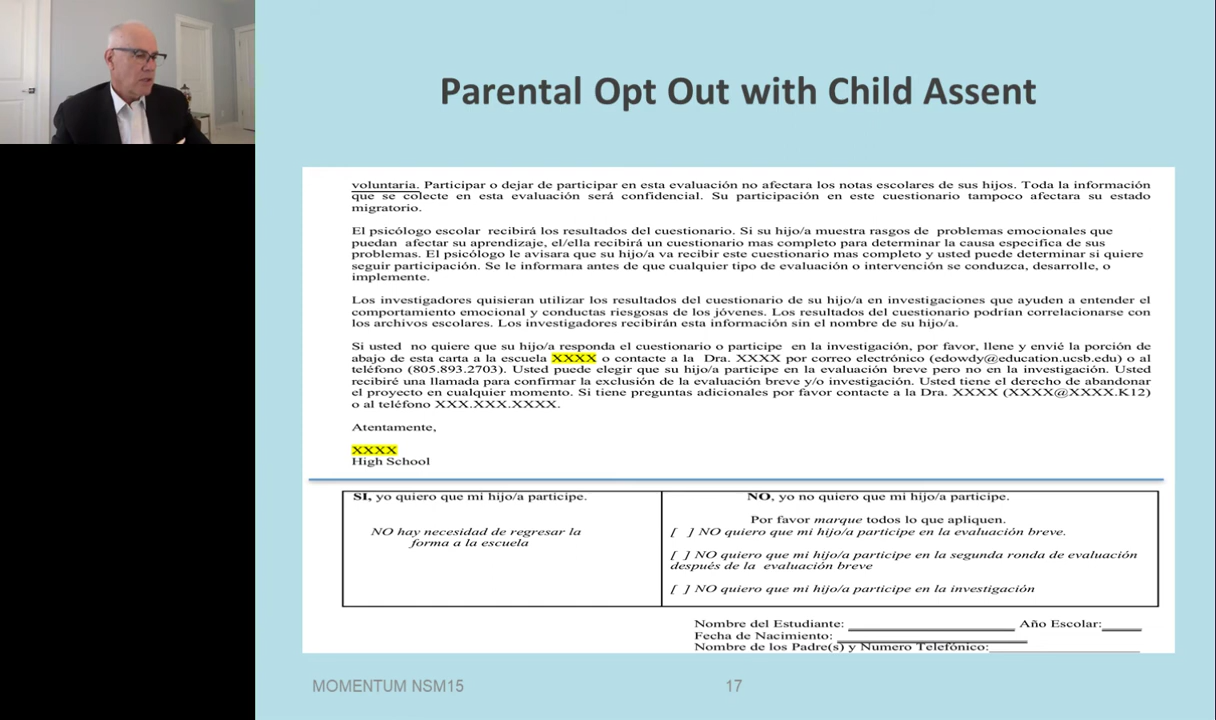 Parental Opt Out with Child Assent
voluntaria. Participar o dejar de participar en esta evaluación no afectara los notas escolares de sus hijos. Toda la información
que se colecte en esta evaluación será confidencial. Su participación en este cuestionario tampoco afectara su estado
migratorio.
El psicólogo escolar recibirá los resultados del cuestionario. Si su hijo/a muestra rasgos de problemas emocionales que
puedan afectar su aprendizaje, el/ella recibirá un cuestionario mas completo para determinar la causa especifica de sus
problemas. El psicólogo le avisara que su hijo/a va recibir este cuestionario mas completo y usted puede determinar si quiere
seguir participación. Se le informara antes de que cualquier tipo de evaluación o intervención se conduzca, desarrolle, o
implemente.
Los investigadores quisieran utilizar los resultados del cuestionario de su hijo/a en investigaciones que ayuden a entender el
comportamiento emocional y conductas riesgosas de los jóvenes. Los resultados del cuestionario podrían correlacionarse con
los archivos escolares. Los investigadores recibirán esta información sin el nombre de su hijo/a.
Si usted no quiere que su hijo/a responda el cuestionario o participe en la investigación, por favor, llene y envié la porción de
abajo de esta carta a la escuela XXXX o contacte a la Dra. XXXX por correo electrónico (edowdy@education.ucsb.edu) o al
teléfono (805.893.2703). Usted puede elegir que su hijo/a participe en la evaluación breve pero no en la investigación. Usted
recibiré una llamada para confirmar la exclusión de la evaluación breve y/o investigación. Usted tiene el derecho de abandonar
el proyecto en cualquier momento. Si tiene preguntas adicionales por favor contacte a la Dra. XXXX (XXXX@XXXX.K12)
o al teléfono XXX.XXX.XXXX.
Atentamente,
XXXX
High School
SI, yo quiero que mi hijo/a participe.
NO hay necesidad de regresar la
forma a la escuela
NO, yo no quiero que mi hijo/a participe.
Por favor marque todos lo que apliquen.
[ ] NO quiero que mi hijo/a participe en la evaluación breve.
[ ] NO quiero que mi hijo/a participe en la segunda ronda de evaluación
después de la evaluación breve
[ ] NO quiero que mi hijo/a participe en la investigación
Nombre del Estudiante: Año Escolar:
Fecha de Nacimiento:
Nombre de los Padre(s) y Numero Telefónico:
MOMENTUM NSM15 17